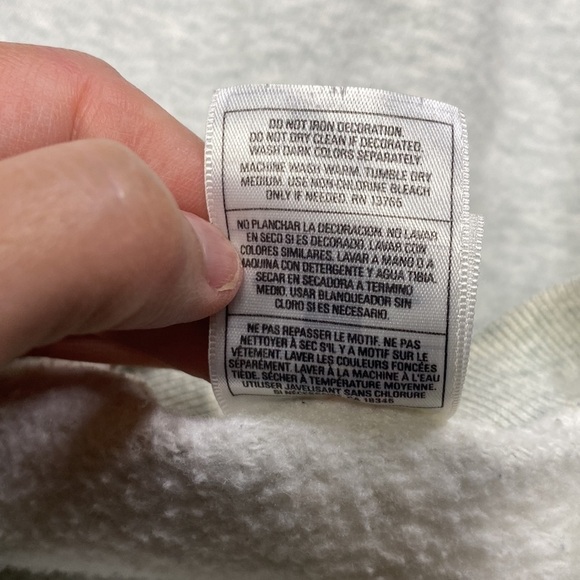 DO NOT IRON DECORATION.
DO NOT DRY CLEAN IF DECORATED.
WASH DARK COLORS SEPARATELY.
MACHINE WASH WARM, TUMBLE DRY
MEDIUM. USE NON-CHLORINE BLEACH
ONLY IF NEEDED. RN 13765
NO PLANCHAR LA DECORACION. NO LAVAR
EN SECO SI ES DECORADO. LAVAR CON
COLORES SIMILARES. LAVAR A MANO O A
MAQUINA CON DETERGENTE Y AGUA TIBIA.
SECAR EN SECADORA A TERMINO
MEDIO. USAR BLANQUEADOR SIN
CLORO SI ES NECESARIO.
NE PAS REPASSER LE MOTIF. NE PAS
NETTOYER À SEC S'IL Y A MOTIF SUR LE
VÊTEMENT. LAVER LES COULEURS FONCÉES
SÉPARÉMENT. LAVER À LA MACHINE À L'EAU
TIÈDE. SÉCHER À TEMPÉRATURE MOYENNE.
UTILISER JAVELISANT SANS CHLORURE
SI 18345